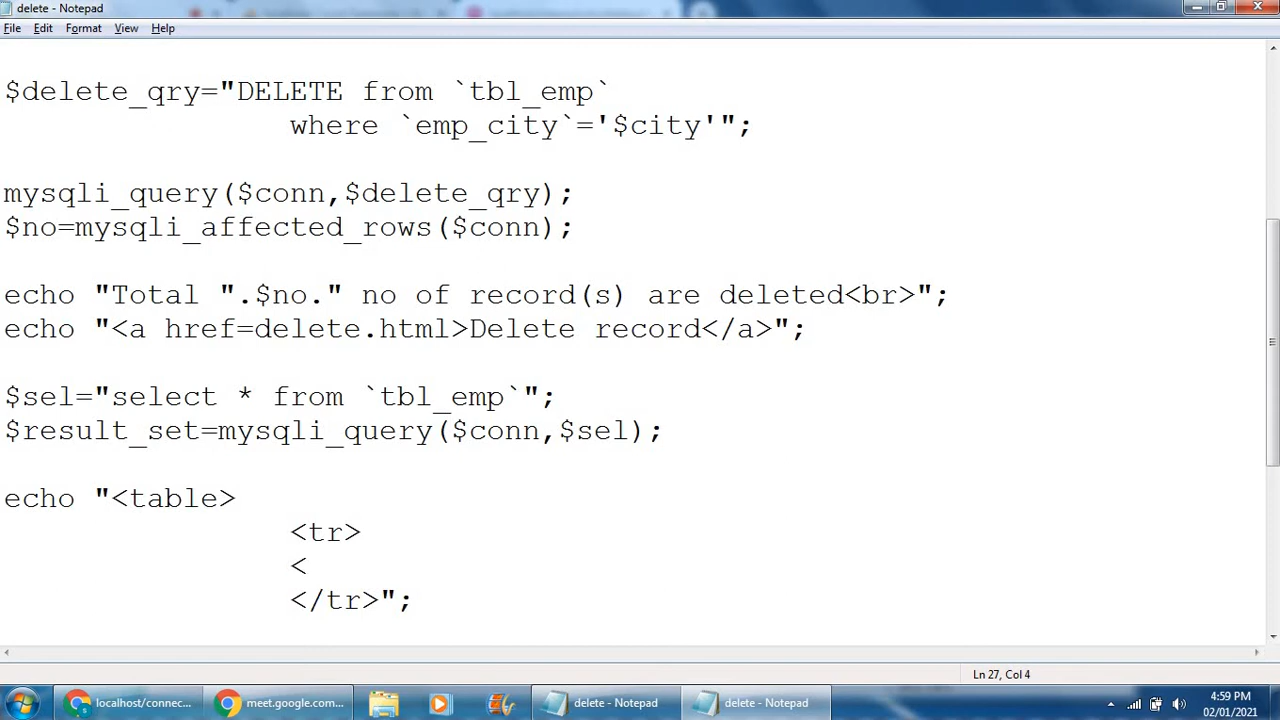 delete - Notepad
File Edit Format View Help
$delete_qry="DELETE from `tbl_emp`
where `emp_city`='$city'";
mysqli_query($conn,$delete_qry);
$no=mysqli_affected_rows($conn);
echo "Total ".$no." no of record(s) are deleted<br>";
echo "<a href=delete.html>Delete record</a>";
$sel="select * from `tbl_emp`";
$result_set=mysqli_query($conn,$sel);
echo "<table>
<tr>
<
</tr>";
Ln 27, Col 4
localhost/connec... meet.google.com... delete - Notepad delete - Notepad
4:59 PM
02/01/2021